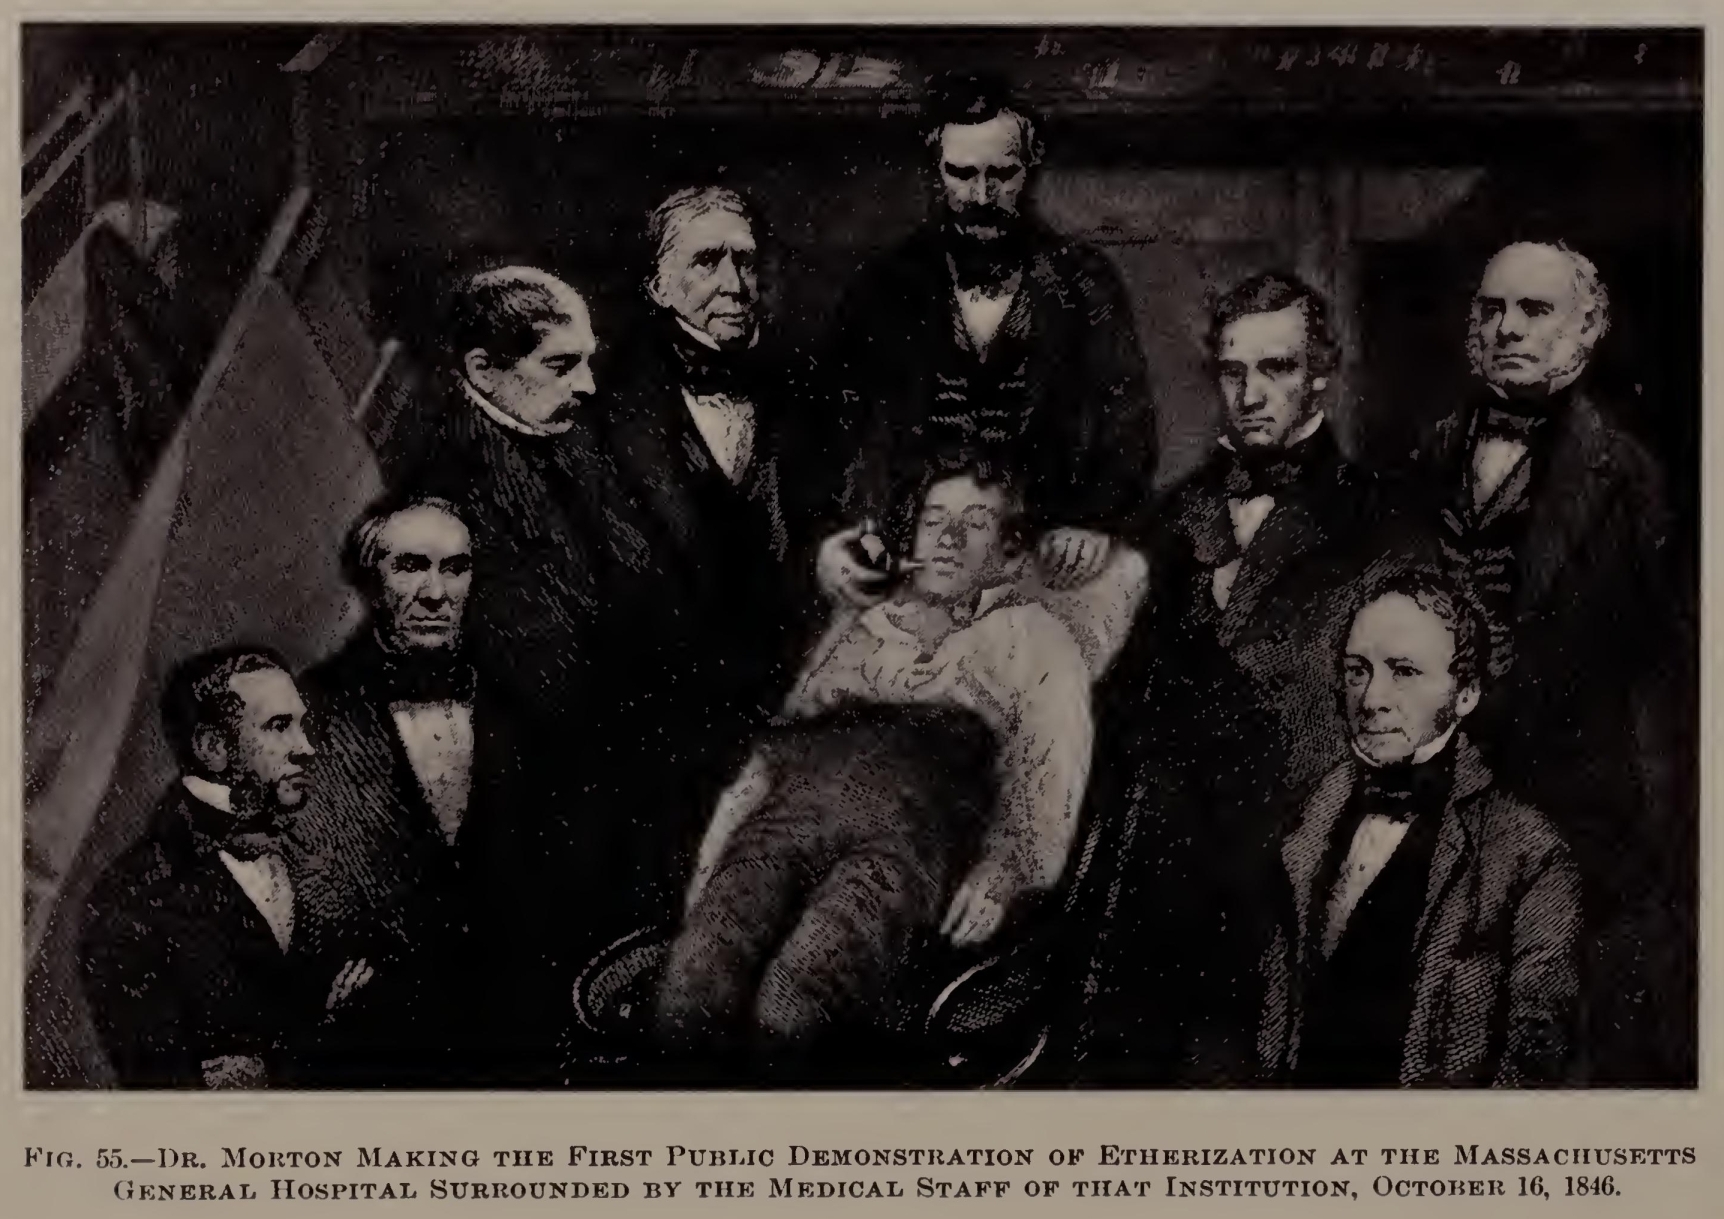 FIG. 55.—DR. MORTON MAKING THE FIRST PUBLIC DEMONSTRATION OF ETHERIZATION AT THE MASSACHUSETTS
GENERAL HOSPITAL SURROUNDED BY THE MEDICAL STAFF OF THAT INSTITUTION, OCTOBER 16, 1846.